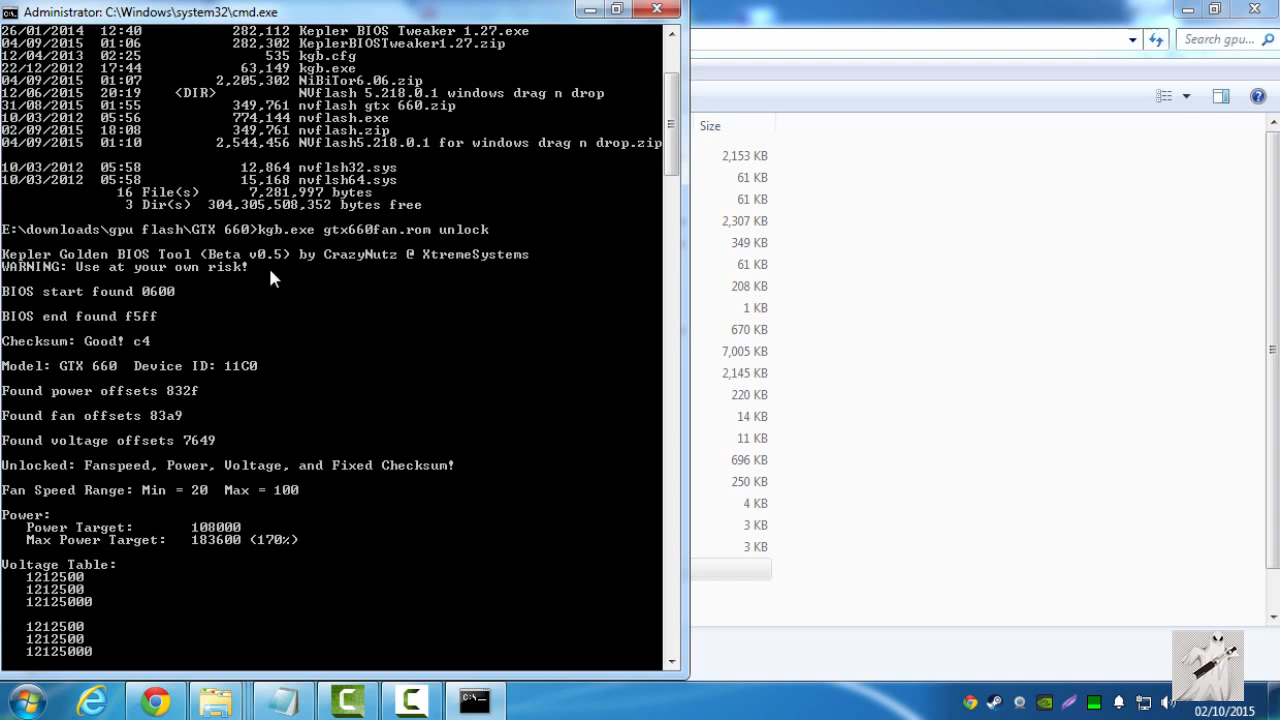 Administrator: C:\Windows\system32\cmd.exe
26/01/2014  12:40           282,112 Kepler BIOS Tweaker 1.27.exe
04/09/2015  01:06           282,302 KeplerBIOSTweaker1.27.zip
12/04/2013  02:25               535 kgb.cfg
22/12/2012  17:44            63,149 kgb.exe
04/09/2015  01:07         2,205,302 NiBiTor6.06.zip
12/06/2015  20:19    <DIR>          NVflash 5.218.0.1 windows drag n drop
31/08/2015  01:55           349,761 nvflash gtx 660.zip
10/03/2012  05:56           774,144 nvflash.exe
02/09/2015  18:08           349,761 nvflash.zip
04/09/2015  01:10         2,544,456 NVflash5.218.0.1 for windows drag n drop.zip
10/03/2012  05:58            12,864 nvflsh32.sys
10/03/2012  05:58            15,168 nvflsh64.sys
16 File(s)      7,281,997 bytes
3 Dir(s)  304,305,508,352 bytes free
E:\downloads\gpu flash\GTX 660>kgb.exe gtx660fan.rom unlock
Kepler Golden BIOS Tool (Beta v0.5) by CrazyNutz @ XtremeSystems
WARNING: Use at your own risk!
BIOS start found 0600
BIOS end found f5ff
Checksum: Good! c4
Model: GTX 660  Device ID: 11C0
Found power offsets 832f
Found fan offsets 83a9
Found voltage offsets 7649
Unlocked: Fanspeed, Power, Voltage, and Fixed Checksum!
Fan Speed Range: Min = 20  Max = 100
Power:
Power Target:       108000
Max Power Target:   183600 (170%)
Voltage Table:
1212500
1212500
12125000
1212500
1212500
12125000
Search gpu...
Size
2,153 KB
61 KB
61 KB
2,307 KB
349 KB
61 KB
208 KB
1 KB
670 KB
7,005 KB
2,145 KB
220 KB
14 KB
11 KB
696 KB
250 KB
4 KB
3 KB
3 KB
02/10/2015